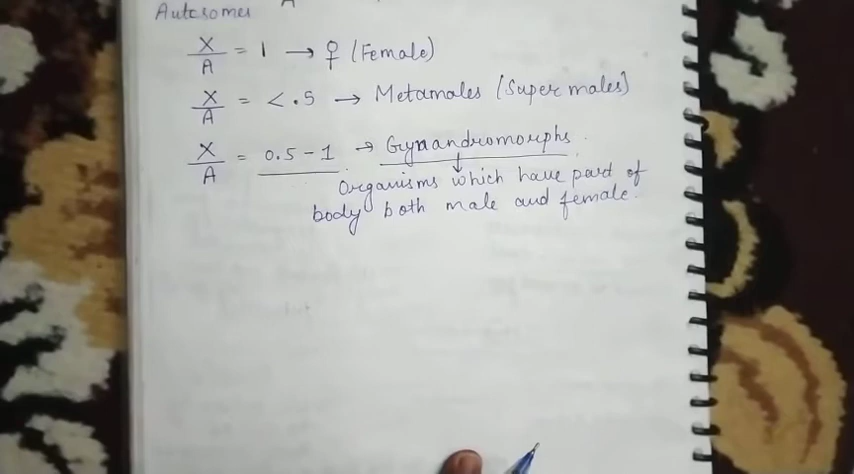 Autosomes A
X/A = 1 → ♀ (Female)
X/A = < .5 → Metamales (Super males)
X/A = 0.5 - 1 → Gynandromorphs.
↓
Organisms which have part of
body both male and female.